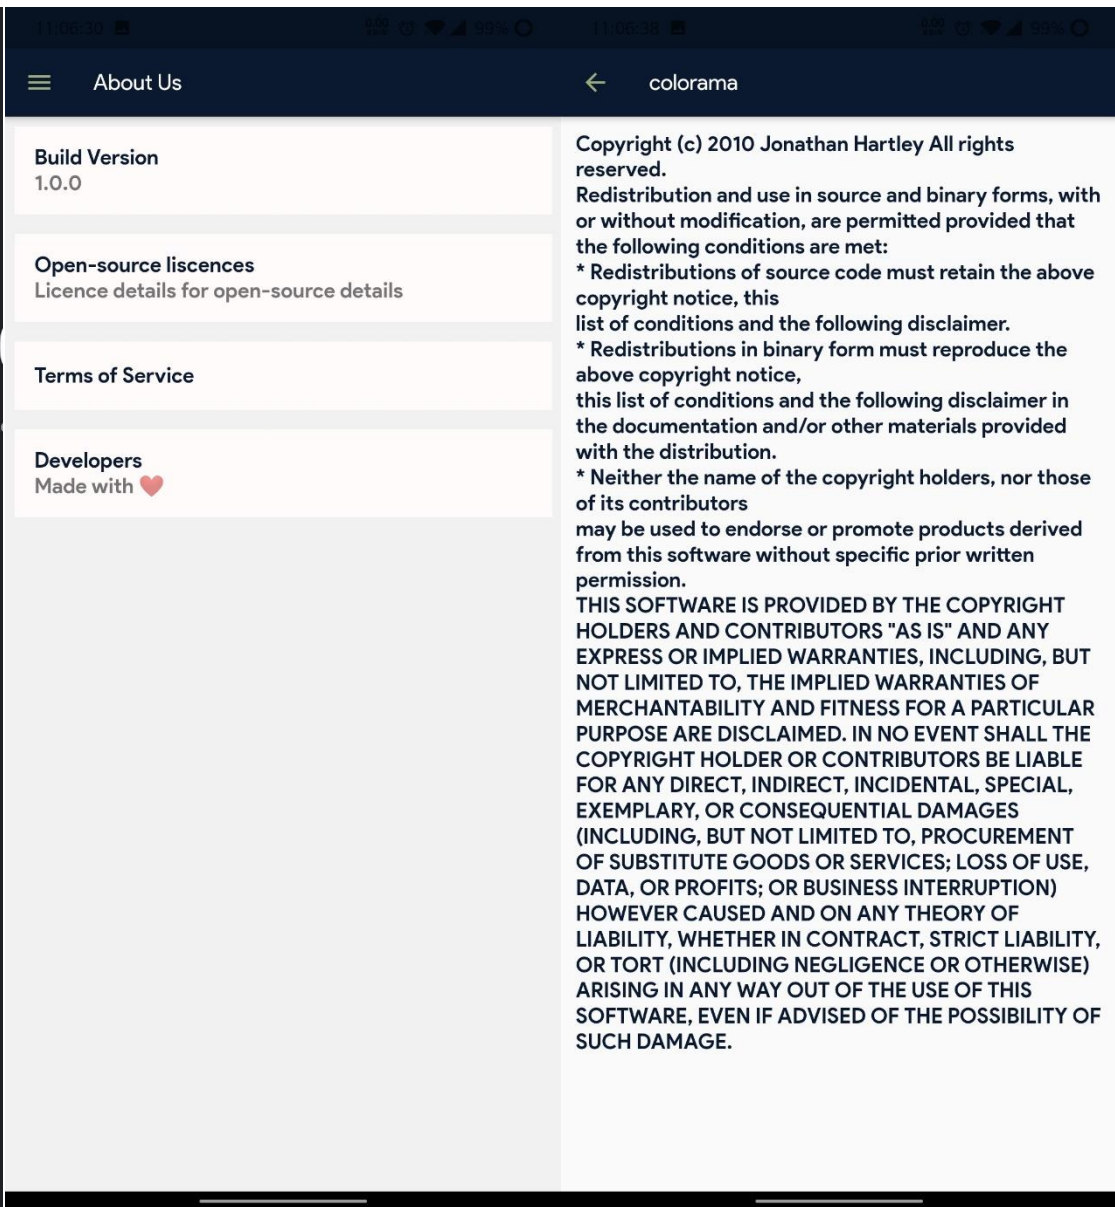 11:06:30
99%
About Us
Build Version
1.0.0
Open-source liscences
Licence details for open-source details
Terms of Service
Developers
Made with ❤
11:06:38
99%
colorama
Copyright (c) 2010 Jonathan Hartley All rights
reserved.
Redistribution and use in source and binary forms, with
or without modification, are permitted provided that
the following conditions are met:
* Redistributions of source code must retain the above
copyright notice, this
list of conditions and the following disclaimer.
* Redistributions in binary form must reproduce the
above copyright notice,
this list of conditions and the following disclaimer in
the documentation and/or other materials provided
with the distribution.
* Neither the name of the copyright holders, nor those
of its contributors
may be used to endorse or promote products derived
from this software without specific prior written
permission.
THIS SOFTWARE IS PROVIDED BY THE COPYRIGHT
HOLDERS AND CONTRIBUTORS "AS IS" AND ANY
EXPRESS OR IMPLIED WARRANTIES, INCLUDING, BUT
NOT LIMITED TO, THE IMPLIED WARRANTIES OF
MERCHANTABILITY AND FITNESS FOR A PARTICULAR
PURPOSE ARE DISCLAIMED. IN NO EVENT SHALL THE
COPYRIGHT HOLDER OR CONTRIBUTORS BE LIABLE
FOR ANY DIRECT, INDIRECT, INCIDENTAL, SPECIAL,
EXEMPLARY, OR CONSEQUENTIAL DAMAGES
(INCLUDING, BUT NOT LIMITED TO, PROCUREMENT
OF SUBSTITUTE GOODS OR SERVICES; LOSS OF USE,
DATA, OR PROFITS; OR BUSINESS INTERRUPTION)
HOWEVER CAUSED AND ON ANY THEORY OF
LIABILITY, WHETHER IN CONTRACT, STRICT LIABILITY,
OR TORT (INCLUDING NEGLIGENCE OR OTHERWISE)
ARISING IN ANY WAY OUT OF THE USE OF THIS
SOFTWARE, EVEN IF ADVISED OF THE POSSIBILITY OF
SUCH DAMAGE.